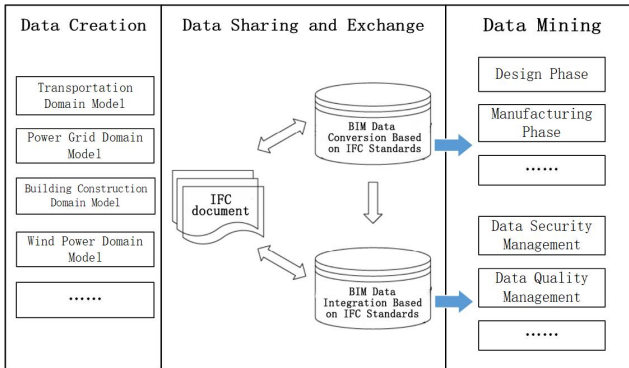 Data Creation
Transportation
Domain Model
Power Grid Domain
Model
Building Construction
Domain Model
Wind Power Domain
Model
······
Data Sharing and Exchange
IFC
document
BIM Data
Conversion Based
on IFC Standards
BIM Data
Integration Based
on IFC Standards
Data Mining
Design Phase
Manufacturing
Phase
······
Data Security
Management
Data Quality
Management
······